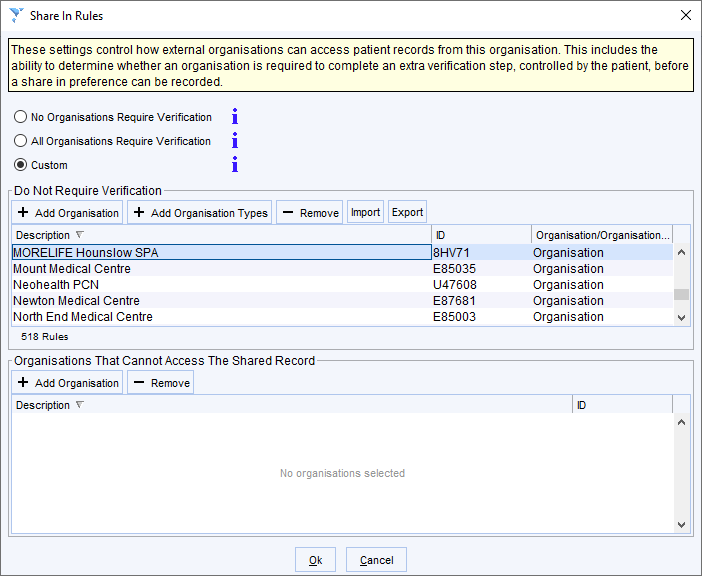 Share In Rules
These settings control how external organisations can access patient records from this organisation. This includes the
ability to determine whether an organisation is required to complete an extra verification step, controlled by the patient, before
a share in preference can be recorded.
No Organisations Require Verification
All Organisations Require Verification
Custom
Do Not Require Verification
Add Organisation Add Organisation Types Remove Import Export
Description ID Organisation/Organisation...
MORELIFE Hounslow SPA 8HV71 Organisation
Mount Medical Centre E85035 Organisation
Neohealth PCN U47608 Organisation
Newton Medical Centre E87681 Organisation
North End Medical Centre E85003 Organisation
518 Rules
Organisations That Cannot Access The Shared Record
Add Organisation Remove
Description ID
No organisations selected
Ok Cancel